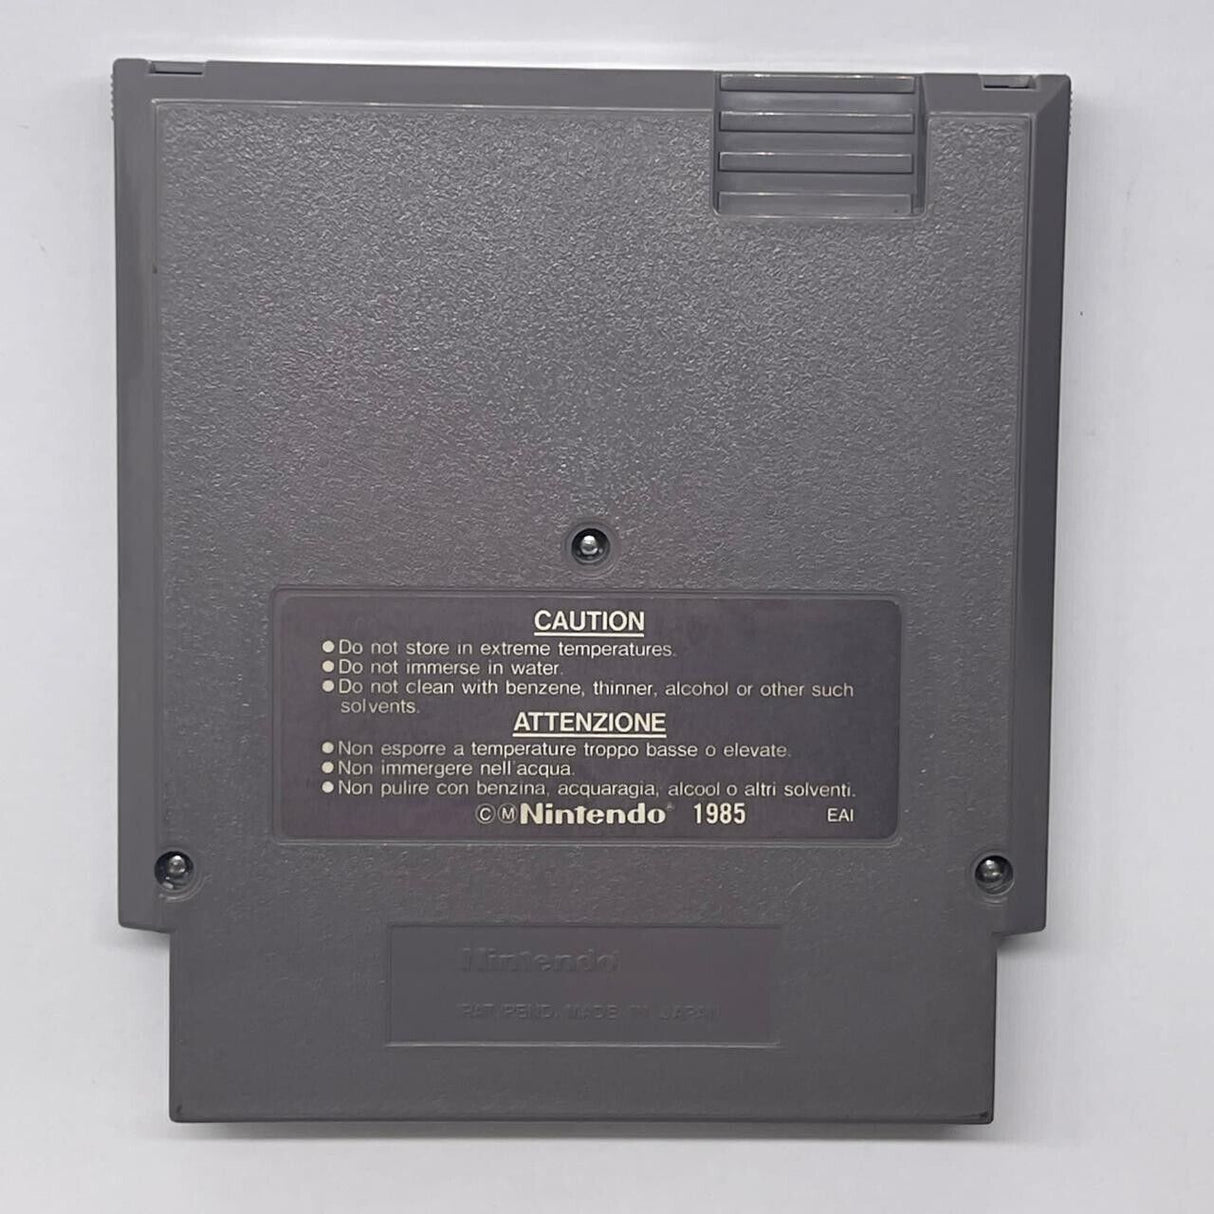 CAUTION
●Do not store in extreme temperatures.
●Do not immerse in water.
●Do not clean with benzene, thinner, alcohol or other such
solvents.
ATTENZIONE
●Non esporre a temperature troppo basse o elevate.
●Non immergere nell'acqua.
●Non pulire con benzina, acquaragia, alcool o altri solventi.
©ⓂNintendo® 1985 EAI
Nintendo
PAT. PEND. MADE IN JAPAN